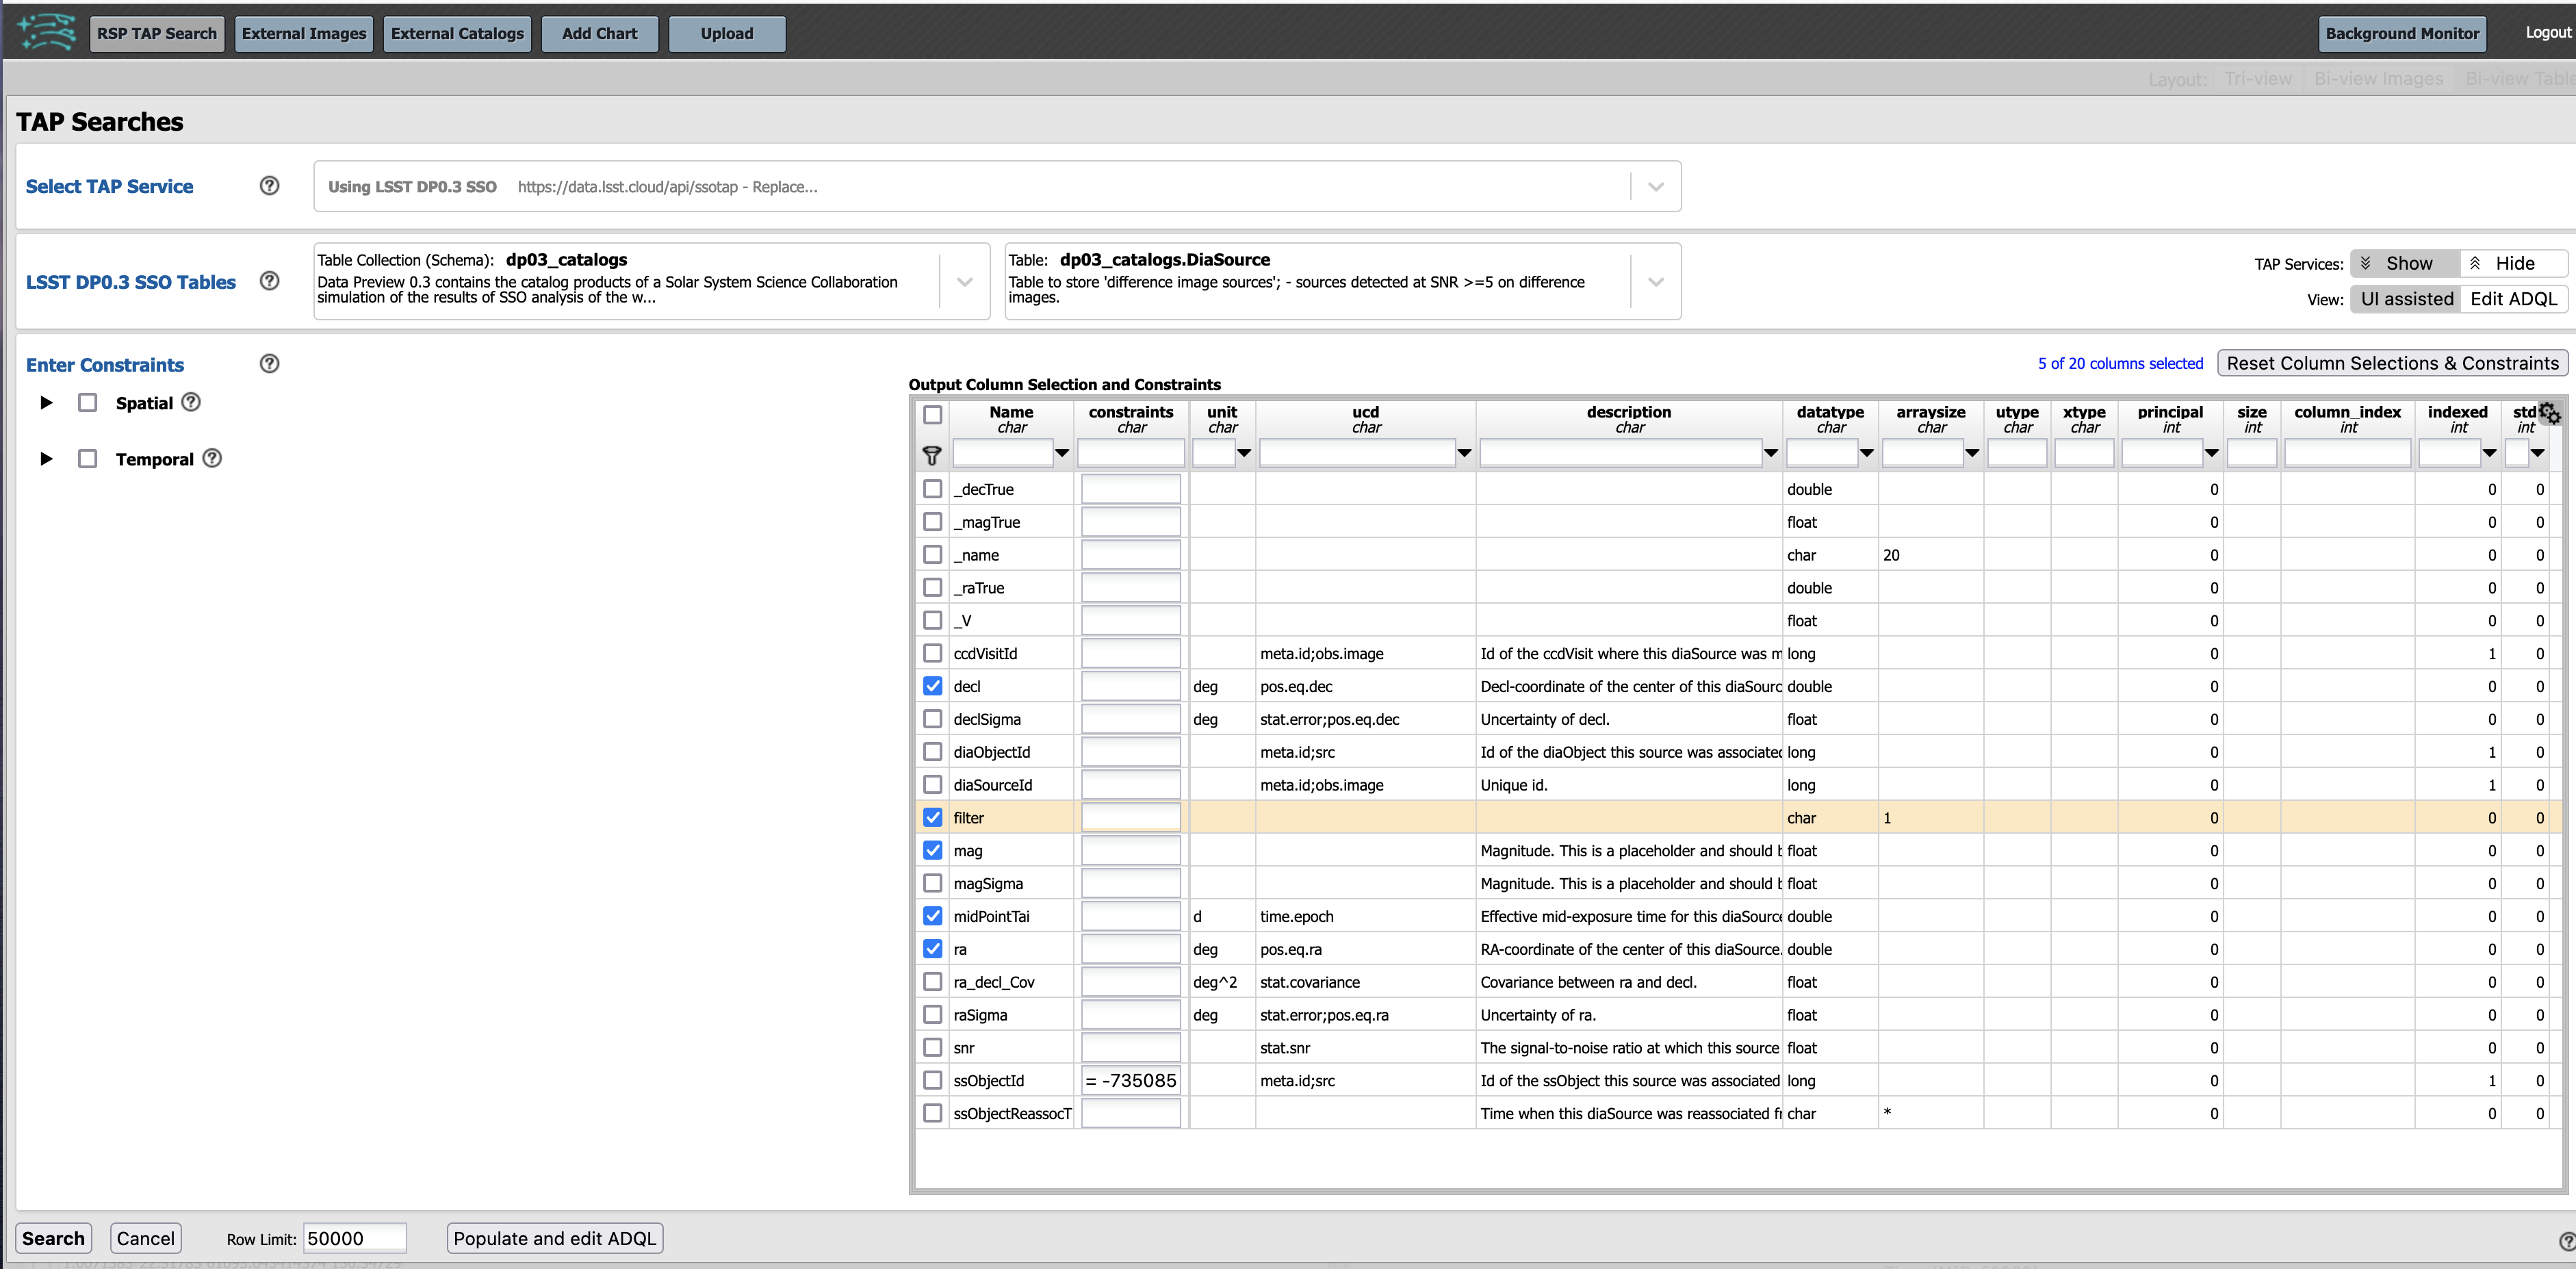 RSP TAP Search External Images External Catalogs Add Chart Upload Background Monitor Logout
Layout: Tri-view Bi-view Images Bi-view Table
TAP Searches
Select TAP Service ? Using LSST DP0.3 SSO https://data.lsst.cloud/api/ssotap - Replace...
LSST DP0.3 SSO Tables ?
Table Collection (Schema): dp03_catalogs
Data Preview 0.3 contains the catalog products of a Solar System Science Collaboration
simulation of the results of SSO analysis of the w...
Table: dp03_catalogs.DiaSource
Table to store 'difference image sources'; - sources detected at SNR >=5 on difference
images.
TAP Services: Show Hide
View: UI assisted Edit ADQL
Enter Constraints ?
Spatial ?
Temporal ?
5 of 20 columns selected Reset Column Selections & Constraints
Output Column Selection and Constraints
Name constraints unit ucd description datatype arraysize utype xtype principal size column_index indexed std
char char char char char char char char char int int int int int
_decTrue double 0 0 0
_magTrue float 0 0 0
_name char 20 0 0 0
_raTrue double 0 0 0
_V float 0 0 0
ccdVisitId meta.id;obs.image Id of the ccdVisit where this diaSource was m long 0 1 0
decl deg pos.eq.dec Decl-coordinate of the center of this diaSourc double 0 0 0
declSigma deg stat.error;pos.eq.dec Uncertainty of decl. float 0 0 0
diaObjectId meta.id;src Id of the diaObject this source was associated long 0 1 0
diaSourceId meta.id;obs.image Unique id. long 0 1 0
filter char 1 0 0 0
mag Magnitude. This is a placeholder and should b float 0 0 0
magSigma Magnitude. This is a placeholder and should b float 0 0 0
midPointTai d time.epoch Effective mid-exposure time for this diaSource double 0 0 0
ra deg pos.eq.ra RA-coordinate of the center of this diaSource. double 0 0 0
ra_decl_Cov deg^2 stat.covariance Covariance between ra and decl. float 0 0 0
raSigma deg stat.error;pos.eq.ra Uncertainty of ra. float 0 0 0
snr stat.snr The signal-to-noise ratio at which this source float 0 0 0
ssObjectId = -735085 meta.id;src Id of the ssObject this source was associated long 0 1 0
ssObjectReassocT Time when this diaSource was reassociated fr char * 0 0 0
Search Cancel Row Limit: 50000 Populate and edit ADQL ?